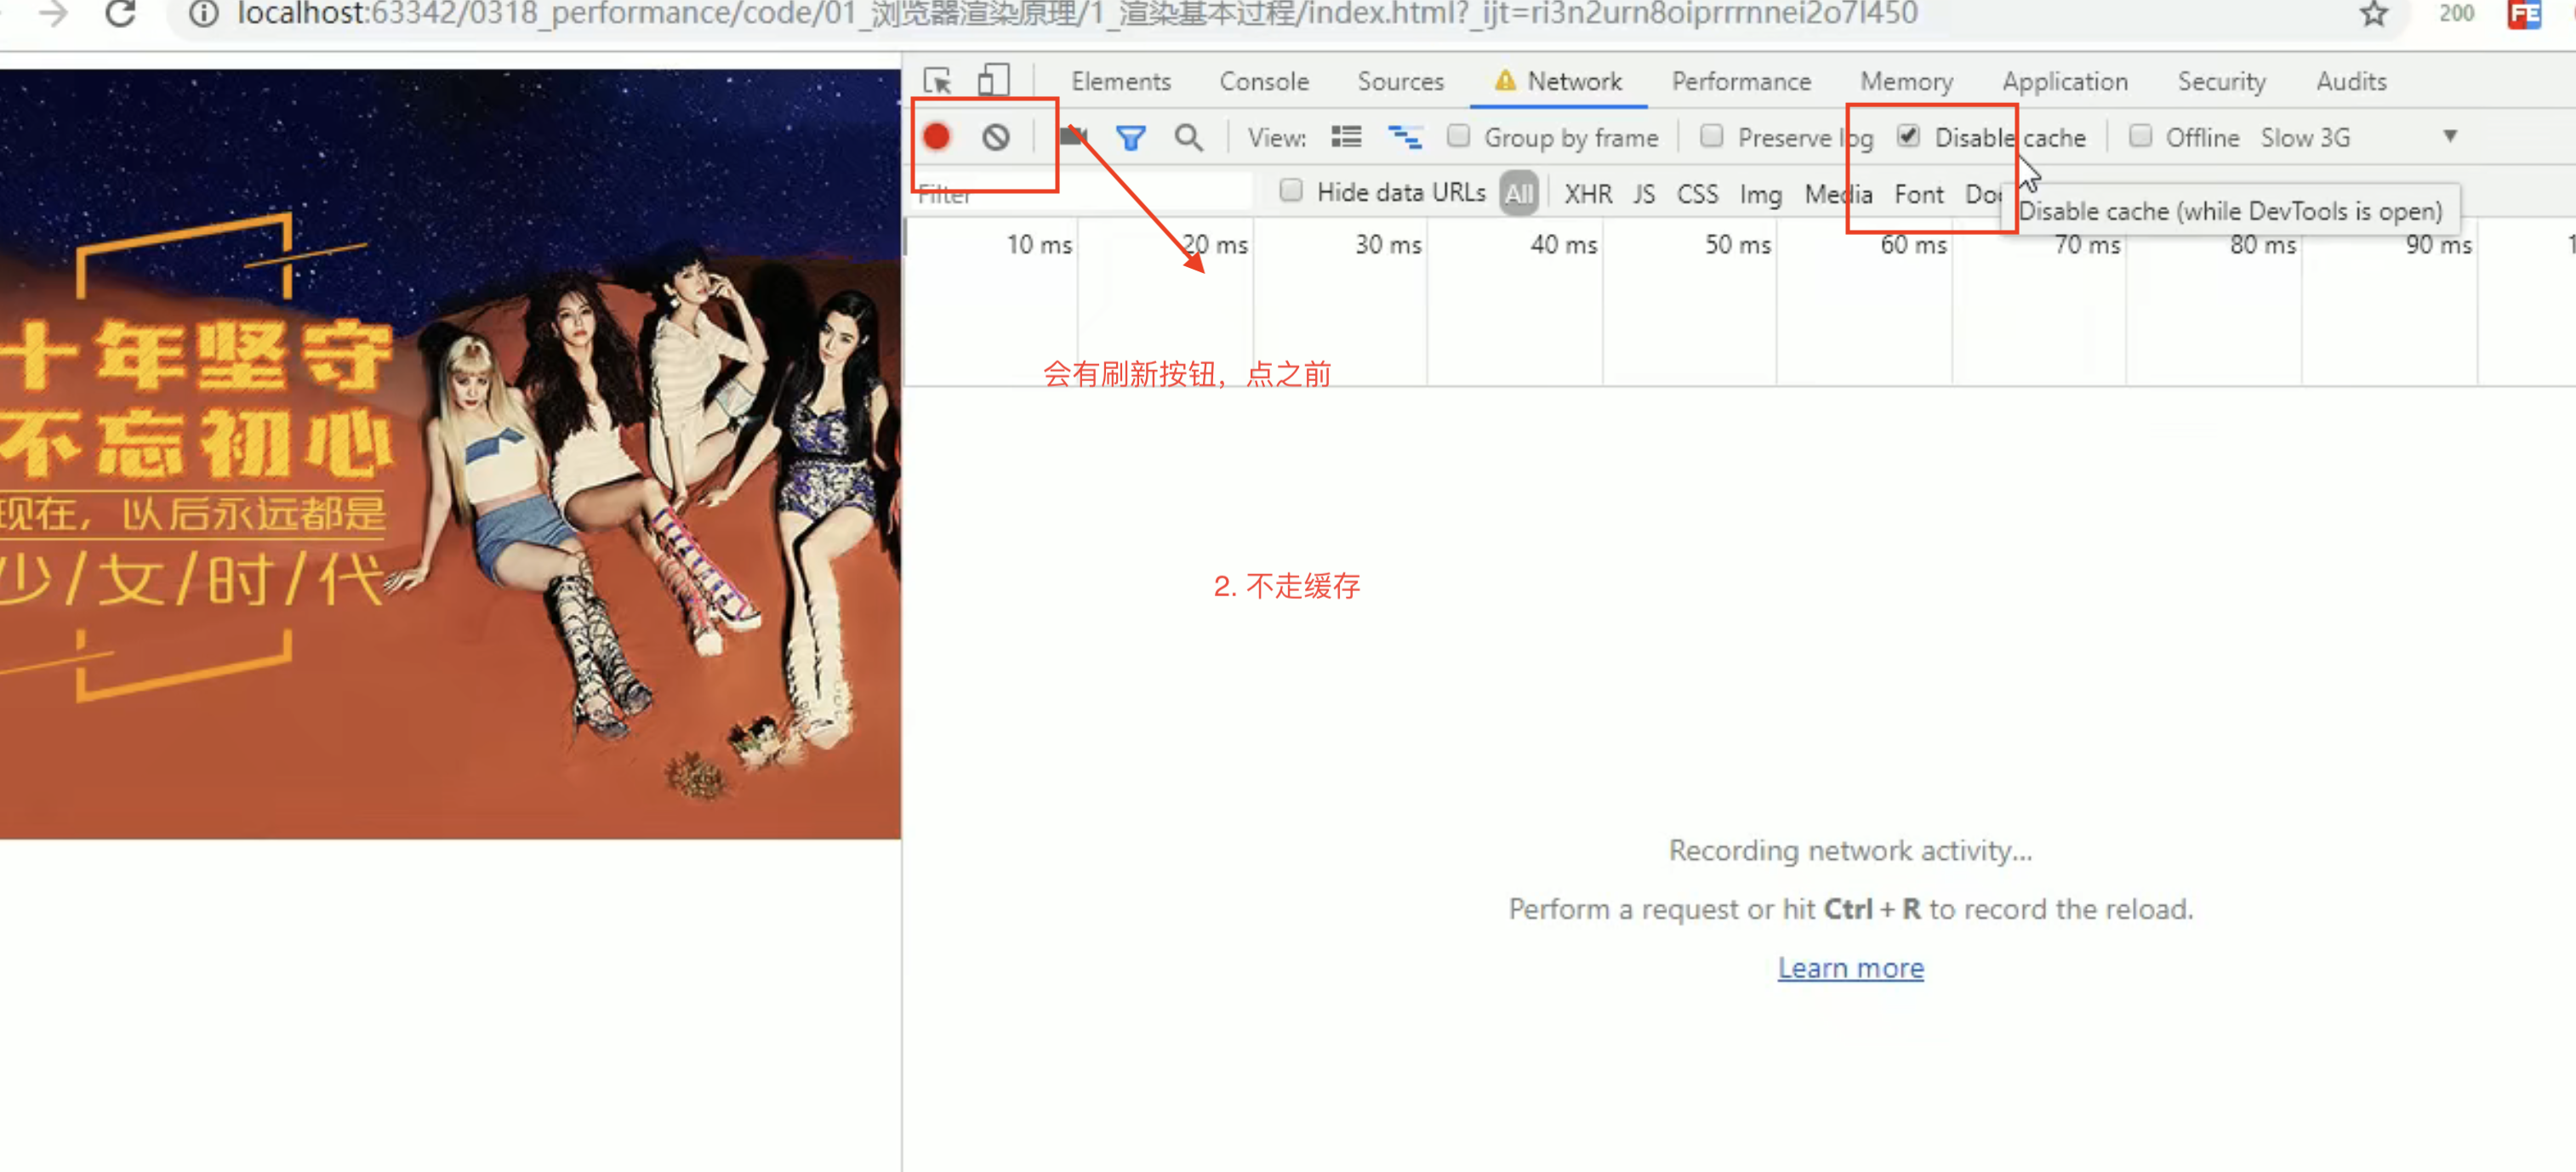 localhost:63342/0318_performance/code/01_浏览器渲染原理/1_渲染基本过程/index.html?_ijt=ri3n2urn8oiprrrnnei2o7l450
200
FE
Elements Console Sources Network Performance Memory Application Security Audits
View: Group by frame Preserve log Disable cache Offline Slow 3G
Filter Hide data URLs All XHR JS CSS Img Media Font Doc
Disable cache (while DevTools is open)
10 ms 20 ms 30 ms 40 ms 50 ms 60 ms 70 ms 80 ms 90 ms 1
会有刷新按钮，点之前
2. 不走缓存
Recording network activity...
Perform a request or hit Ctrl + R to record the reload.
Learn more
十年坚守
不忘初心
现在，以后永远都是
少/女/时/代